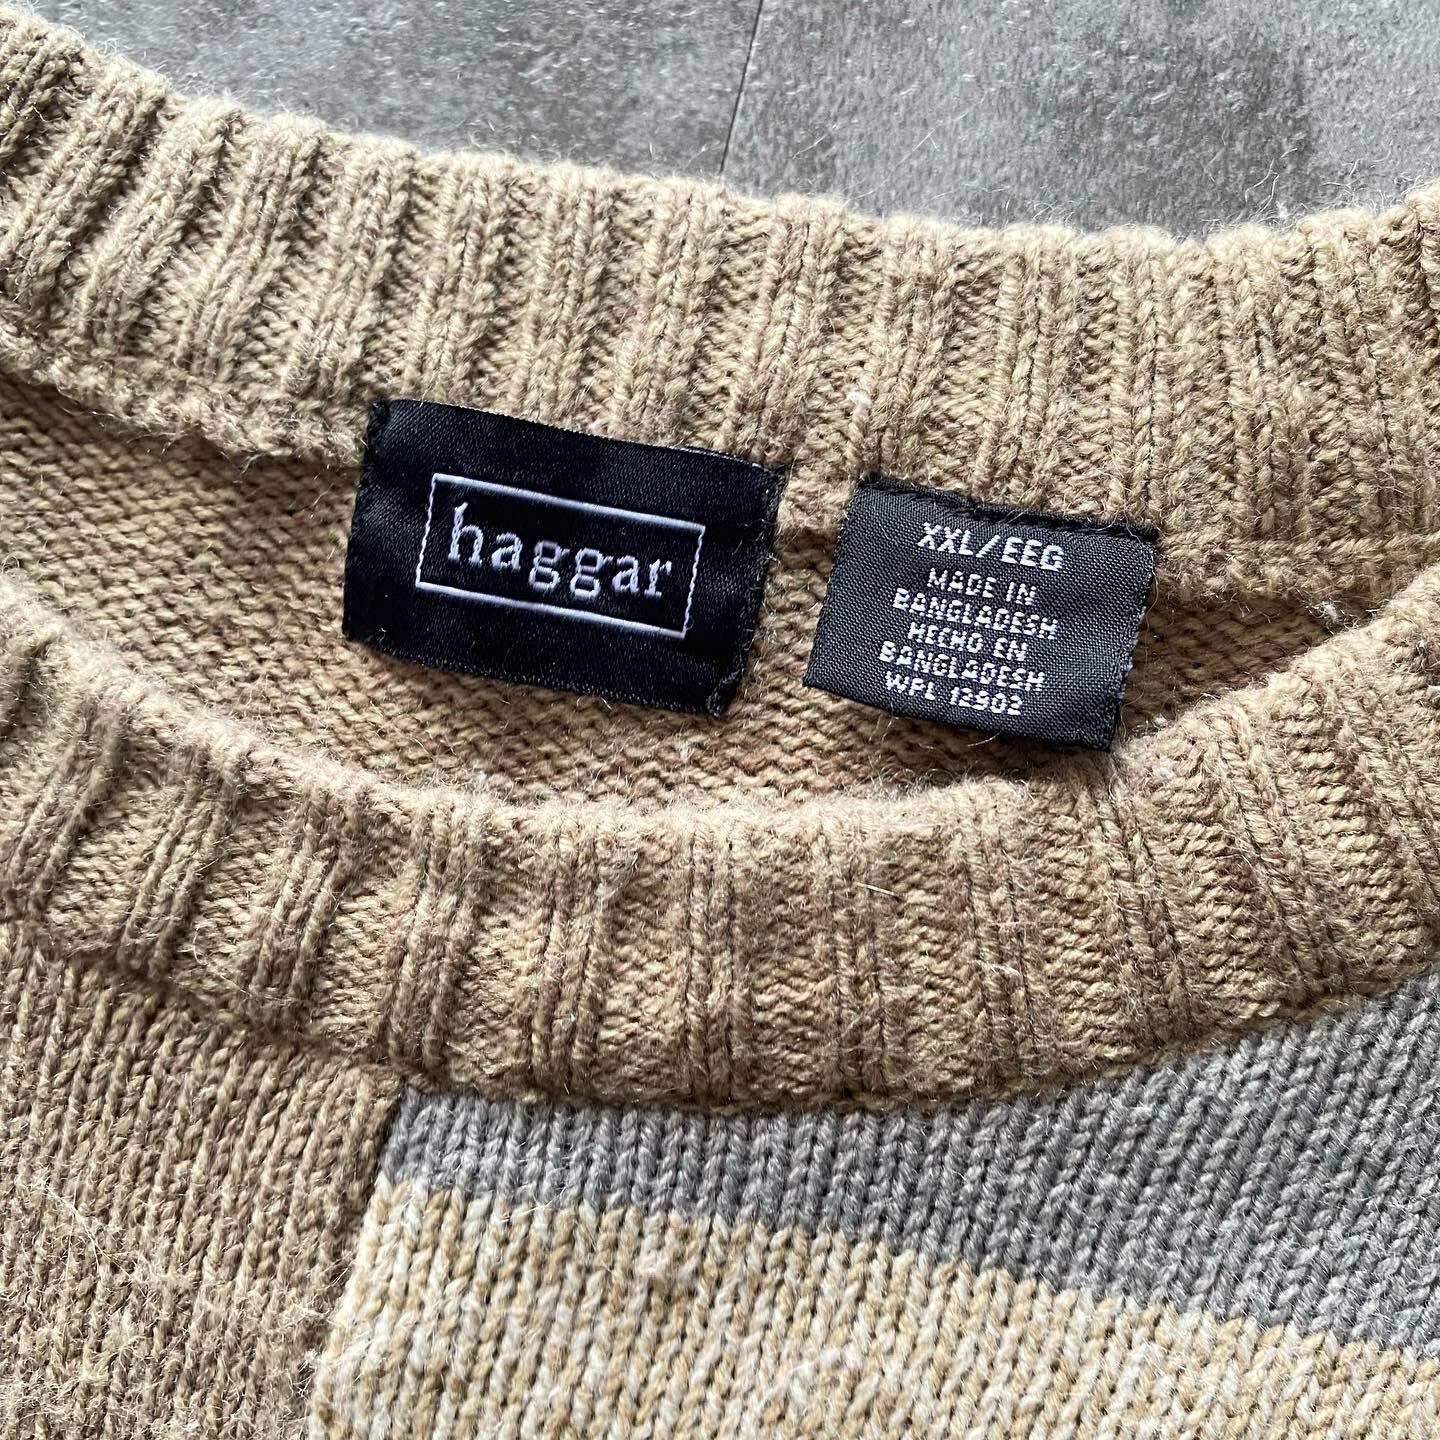 haggar
XXL/EEG
MADE IN
BANGLADESH
HECHO EN
BANGLADESH
WPL 12902